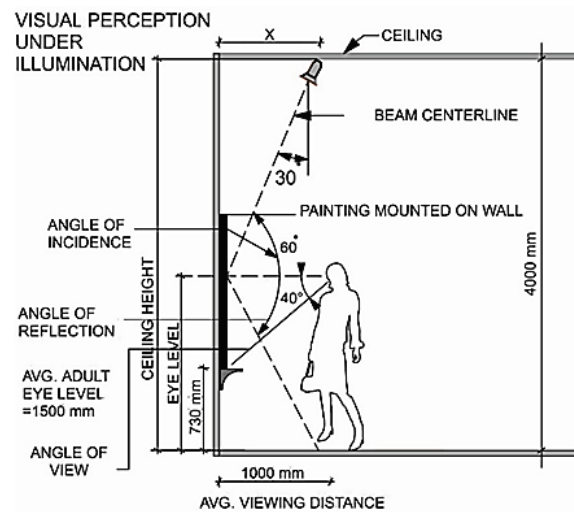 VISUAL PERCEPTION
UNDER
ILLUMINATION
X
CEILING
BEAM CENTERLINE
30°
PAINTING MOUNTED ON WALL
ANGLE OF
INCIDENCE
60°
40°
ANGLE OF
REFLECTION
CEILING HEIGHT
EYE LEVEL
4000 mm
AVG. ADULT
EYE LEVEL
=1500 mm
730 mm
ANGLE OF
VIEW
1000 mm
AVG. VIEWING DISTANCE